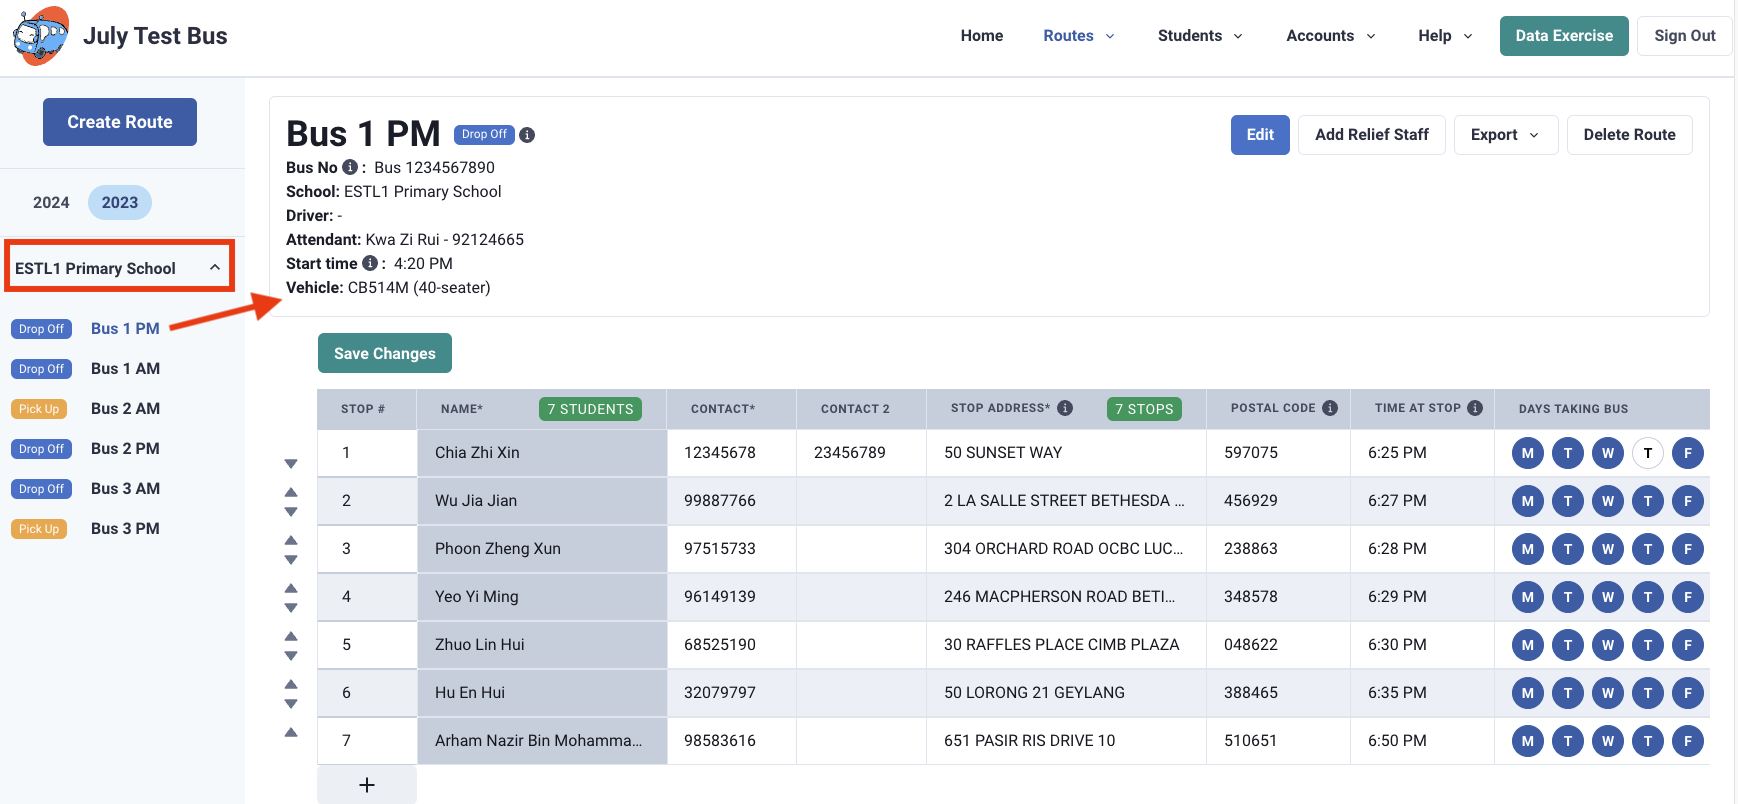 July Test Bus
Home Routes Students Accounts Help Data Exercise Sign Out
Create Route
2024 2023
ESTL1 Primary School
Drop Off Bus 1 PM
Drop Off Bus 1 AM
Pick Up Bus 2 AM
Drop Off Bus 2 PM
Drop Off Bus 3 AM
Pick Up Bus 3 PM
Bus 1 PM Drop Off i
Edit Add Relief Staff Export Delete Route
Bus No i : Bus 1234567890
School: ESTL1 Primary School
Driver: -
Attendant: Kwa Zi Rui - 92124665
Start time i : 4:20 PM
Vehicle: CB514M (40-seater)
Save Changes
STOP # NAME* 7 STUDENTS CONTACT* CONTACT 2 STOP ADDRESS* i 7 STOPS POSTAL CODE i TIME AT STOP i DAYS TAKING BUS
1 Chia Zhi Xin 12345678 23456789 50 SUNSET WAY 597075 6:25 PM M T W T F
2 Wu Jia Jian 99887766 2 LA SALLE STREET BETHESDA ... 456929 6:27 PM M T W T F
3 Phoon Zheng Xun 97515733 304 ORCHARD ROAD OCBC LUC... 238863 6:28 PM M T W T F
4 Yeo Yi Ming 96149139 246 MACPHERSON ROAD BETI... 348578 6:29 PM M T W T F
5 Zhuo Lin Hui 68525190 30 RAFFLES PLACE CIMB PLAZA 048622 6:30 PM M T W T F
6 Hu En Hui 32079797 50 LORONG 21 GEYLANG 388465 6:35 PM M T W T F
7 Arham Nazir Bin Mohamma... 98583616 651 PASIR RIS DRIVE 10 510651 6:50 PM M T W T F
+